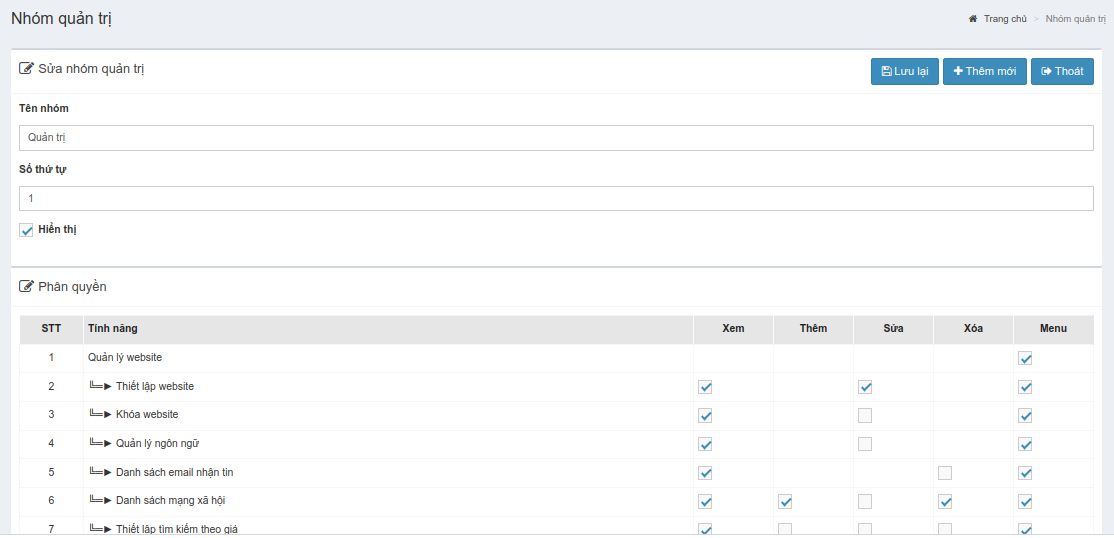 Nhóm quản trị
Trang chủ > Nhóm quản trị
Sửa nhóm quản trị
Lưu lại
Thêm mới
Thoát
Tên nhóm
Quản trị
Số thứ tự
1
Hiển thị
Phân quyền
STT Tính năng Xem Thêm Sửa Xóa Menu
1 Quản lý website
2 ╚═► Thiết lập website
3 ╚═► Khóa website
4 ╚═► Quản lý ngôn ngữ
5 ╚═► Danh sách email nhận tin
6 ╚═► Danh sách mạng xã hội
7 ╚═► Thiết lập tìm kiếm theo giá